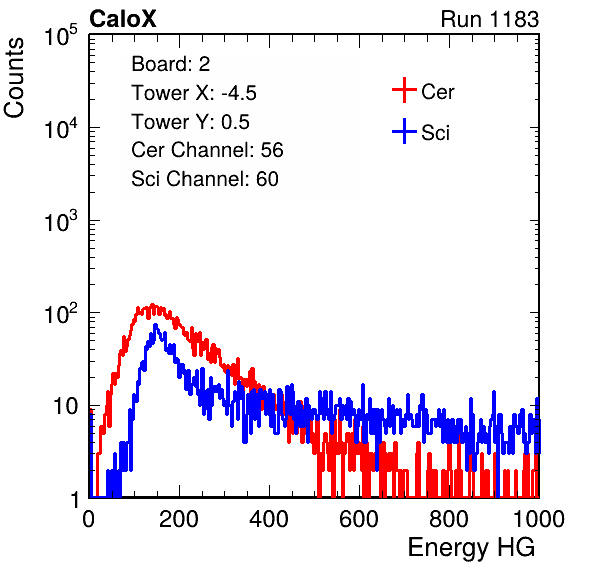 CaloX Run 1183
Counts
Board: 2
Tower X: -4.5
Tower Y: 0.5
Cer Channel: 56
Sci Channel: 60
Cer
Sci
10^5
10^4
10^3
10^2
10
1
0 200 400 600 800 1000
Energy HG